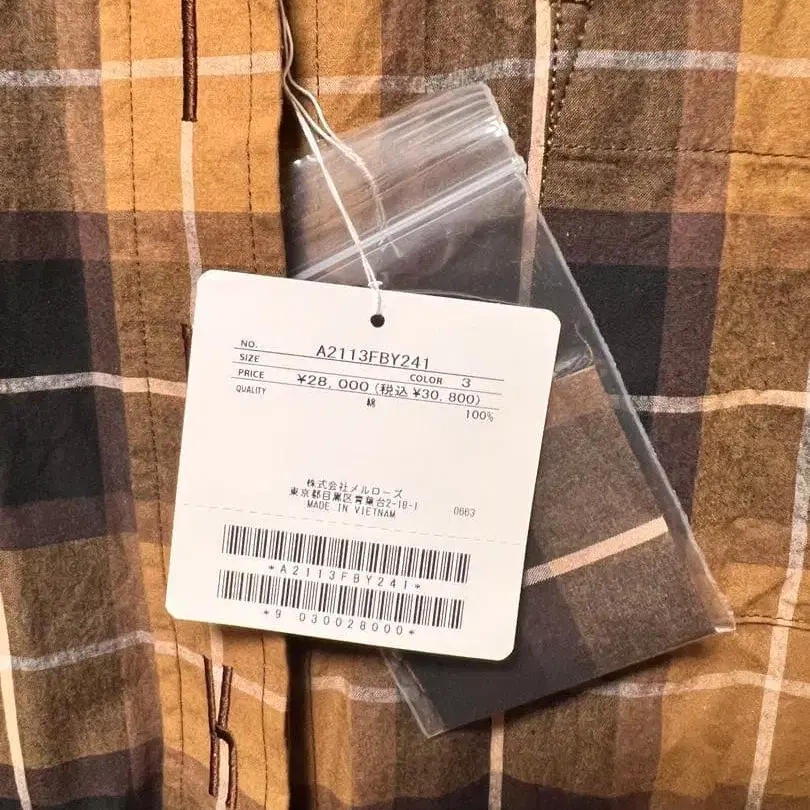 NO. A2113FBY241
SIZE COLOR 3
PRICE ¥28,000(税込¥30,800)
QUALITY 綿 100%
株式会社メルローズ
東京都目黒区青葉台2-18-1
MADE IN VIETNAM 0663
*A2113FBY241*
*9 030028000*